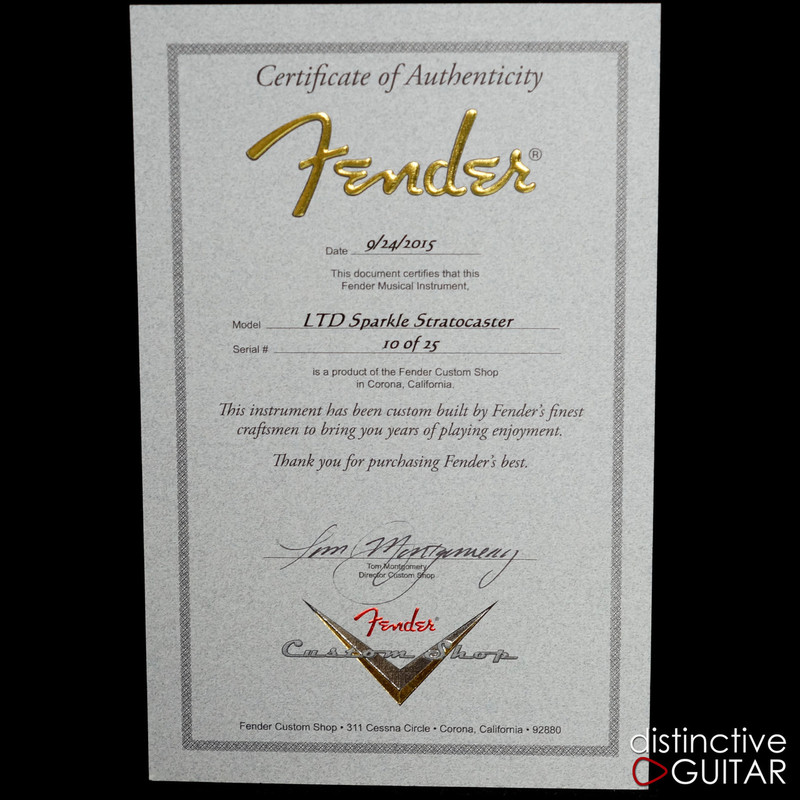 Certificate of Authenticity
Fender®
Date 9/24/2015
This document certifies that this
Fender Musical Instrument,
Model LTD Sparkle Stratocaster
Serial # 10 of 25
is a product of the Fender Custom Shop
in Corona, California.
This instrument has been custom built by Fender's finest
craftsmen to bring you years of playing enjoyment.
Thank you for purchasing Fender's best.
Tom Montgomery
Tom Montgomery
Director Custom Shop
Fender®
Custom Shop
Fender Custom Shop • 311 Cessna Circle • Corona, California • 92880
distinctive
GUITAR